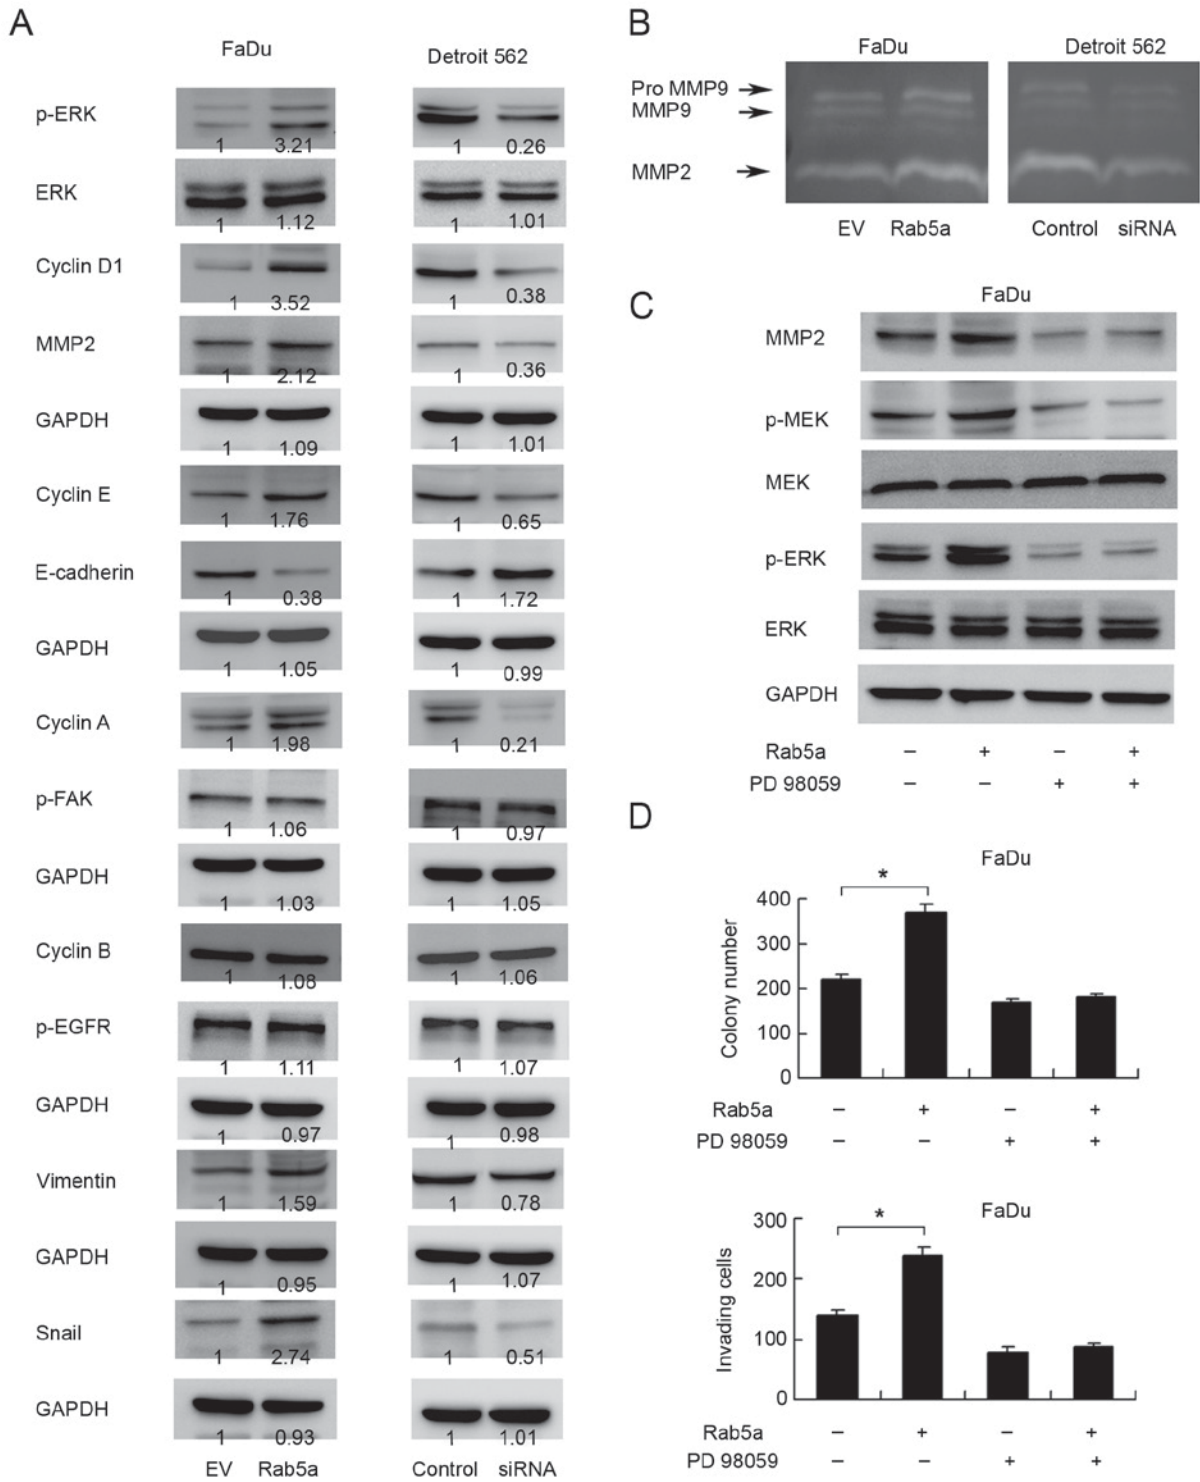 A
FaDu
Detroit 562
p-ERK
1 3.21 1 0.26
ERK
1 1.12 1 1.01
Cyclin D1
1 3.52 1 0.38
MMP2
1 2.12 1 0.36
GAPDH
1 1.09 1 1.01
Cyclin E
1 1.76 1 0.65
E-cadherin
1 0.38 1 1.72
GAPDH
1 1.05 1 0.99
Cyclin A
1 1.98 1 0.21
p-FAK
1 1.06 1 0.97
GAPDH
1 1.03 1 1.05
Cyclin B
1 1.08 1 1.06
p-EGFR
1 1.11 1 1.07
GAPDH
1 0.97 1 0.98
Vimentin
1 1.59 1 0.78
GAPDH
1 0.95 1 1.07
Snail
1 2.74 1 0.51
GAPDH
1 0.93 1 1.01
EV Rab5a Control siRNA
B
FaDu Detroit 562
Pro MMP9
MMP9
MMP2
EV Rab5a Control siRNA
C
FaDu
MMP2
p-MEK
MEK
p-ERK
ERK
GAPDH
Rab5a − + − +
PD 98059 − − + +
D
FaDu
*
Colony number
400
300
200
100
0
Rab5a − + − +
PD 98059 − − + +
FaDu
*
Invading cells
300
200
100
0
Rab5a − + − +
PD 98059 − − + +